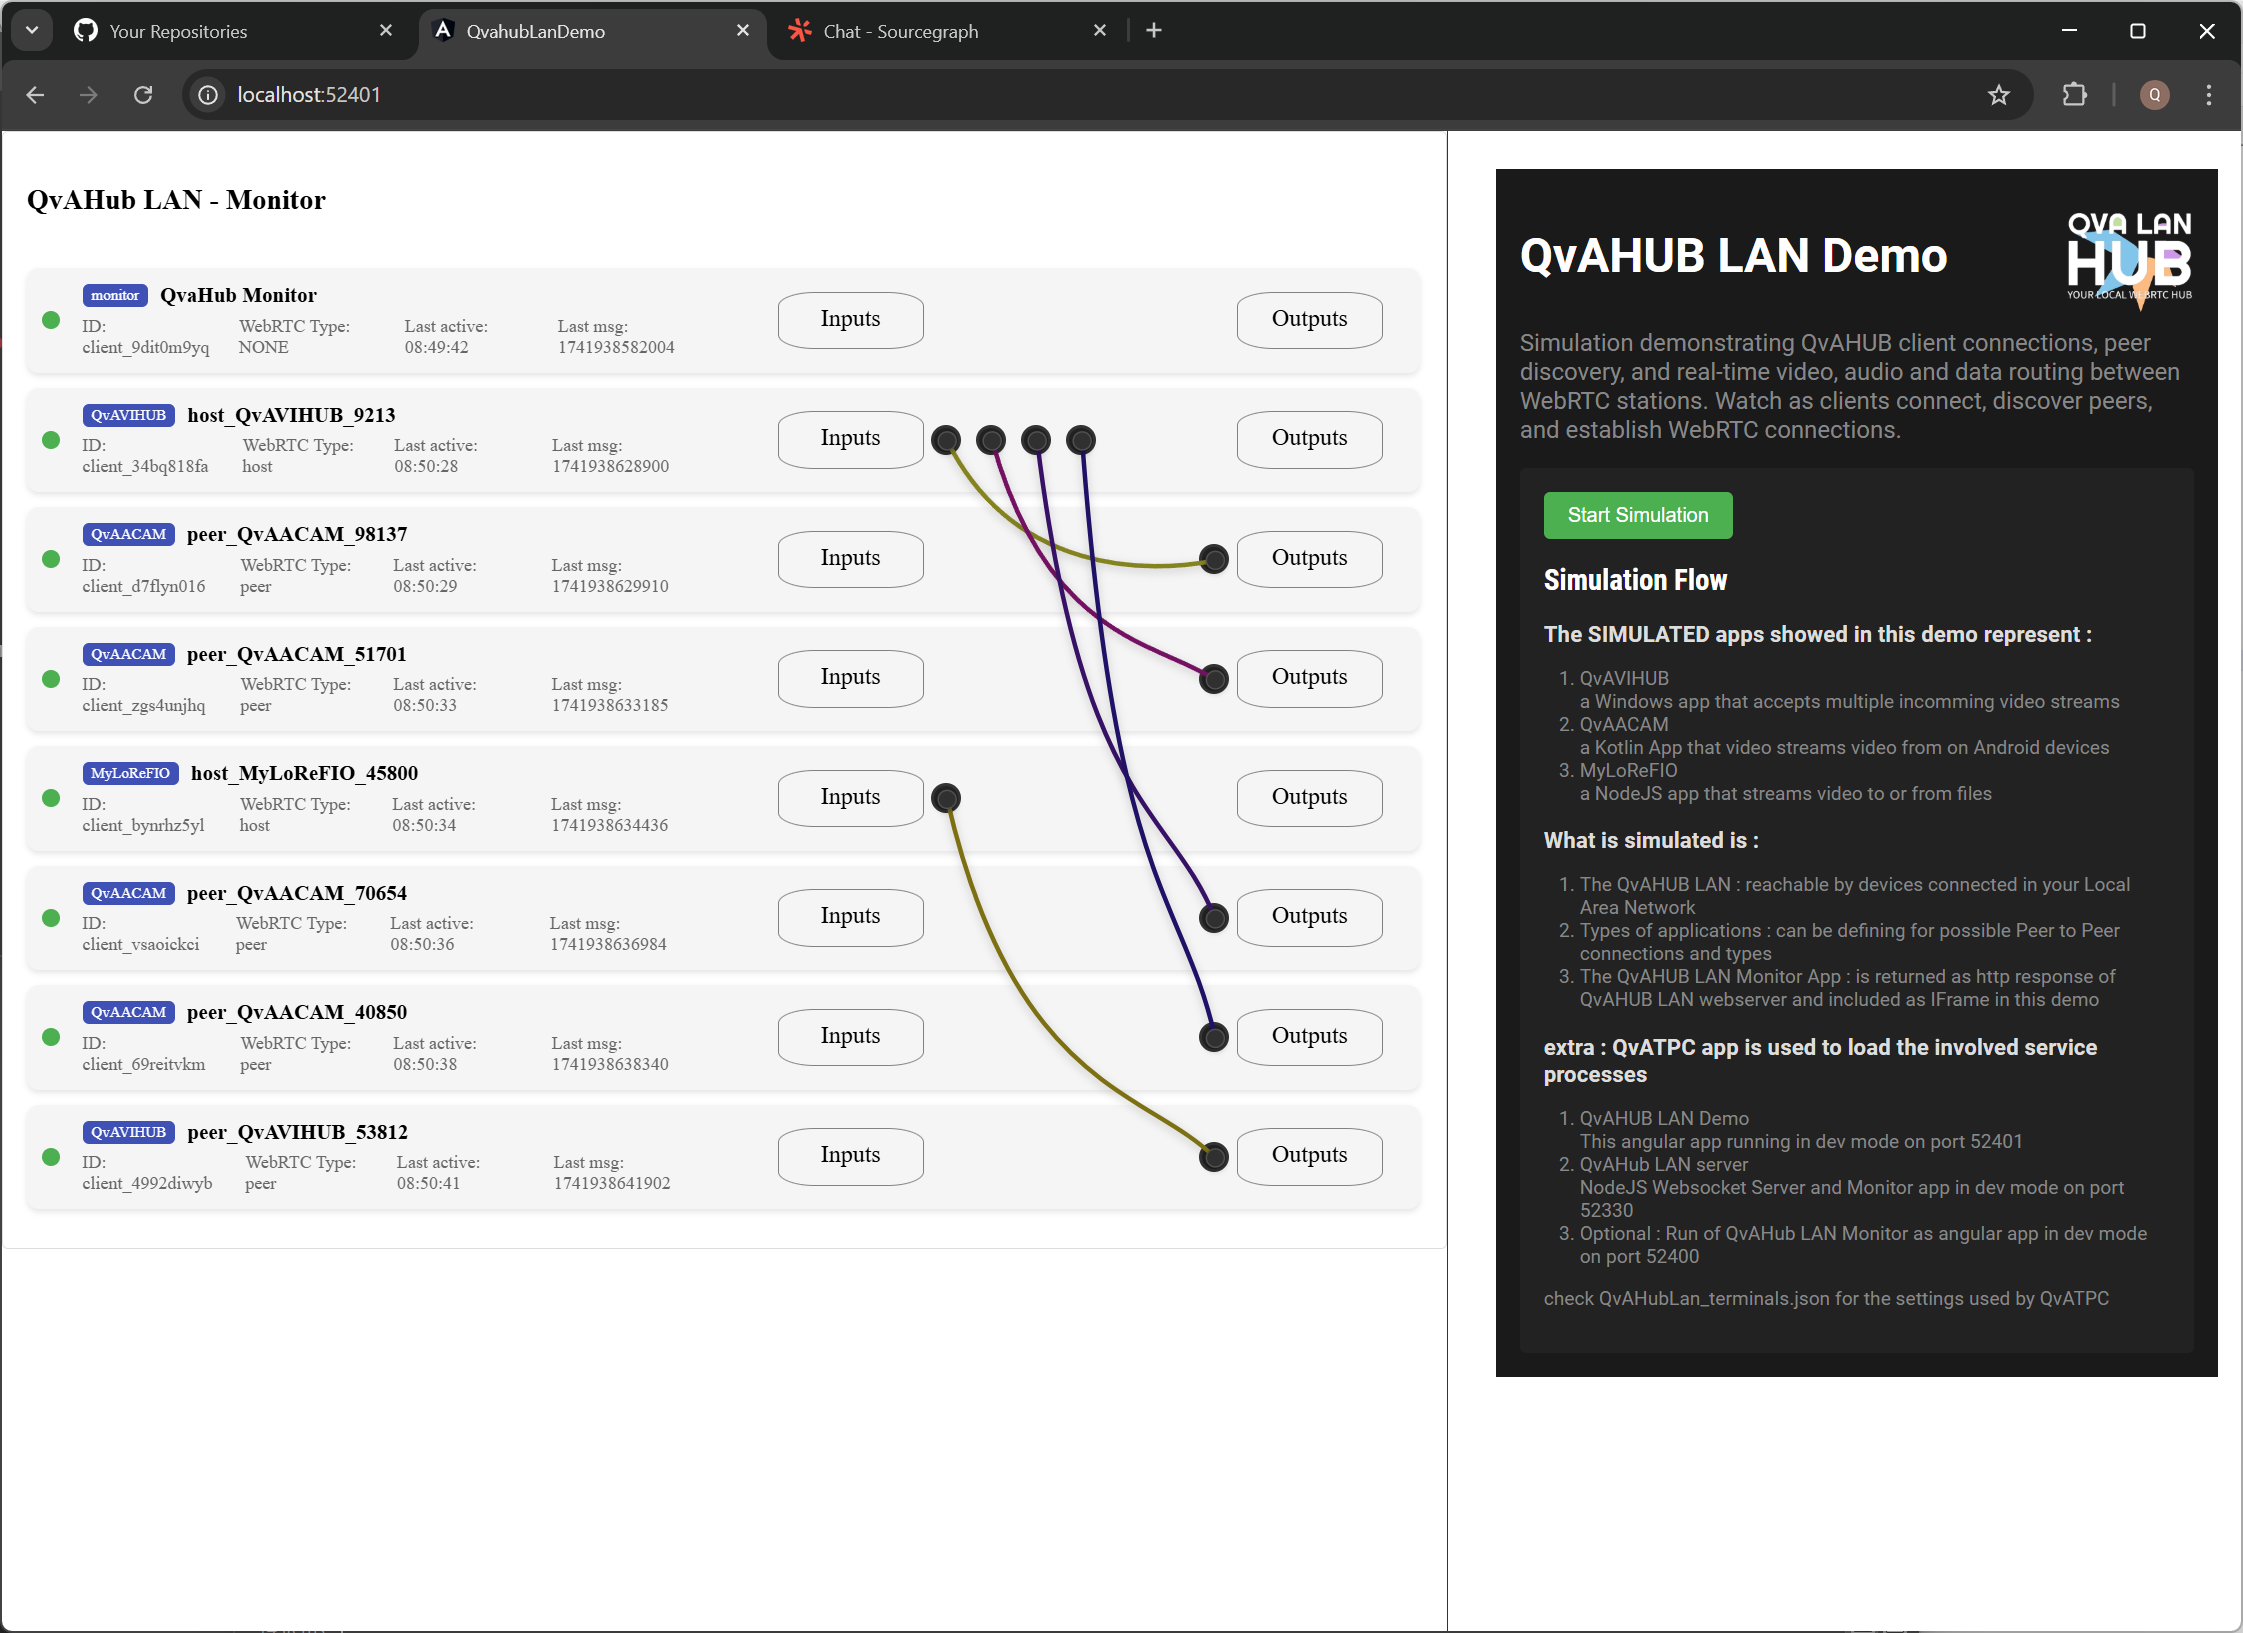 Your Repositories
QvahubLanDemo
Chat - Sourcegraph
localhost:52401
Q
QvAHub LAN - Monitor
monitor QvaHub Monitor
ID: WebRTC Type: Last active: Last msg:
client_9dit0m9yq NONE 08:49:42 1741938582004
Inputs Outputs
QvAVIHUB host_QvAVIHUB_9213
ID: WebRTC Type: Last active: Last msg:
client_34bq818fa host 08:50:28 1741938628900
Inputs Outputs
QvAACAM peer_QvAACAM_98137
ID: WebRTC Type: Last active: Last msg:
client_d7flyn016 peer 08:50:29 1741938629910
Inputs Outputs
QvAACAM peer_QvAACAM_51701
ID: WebRTC Type: Last active: Last msg:
client_zgs4unjhq peer 08:50:33 1741938633185
Inputs Outputs
MyLoReFIO host_MyLoReFIO_45800
ID: WebRTC Type: Last active: Last msg:
client_bynrhz5yl host 08:50:34 1741938634436
Inputs Outputs
QvAACAM peer_QvAACAM_70654
ID: WebRTC Type: Last active: Last msg:
client_vsaoickci peer 08:50:36 1741938636984
Inputs Outputs
QvAACAM peer_QvAACAM_40850
ID: WebRTC Type: Last active: Last msg:
client_69reitvkm peer 08:50:38 1741938638340
Inputs Outputs
QvAVIHUB peer_QvAVIHUB_53812
ID: WebRTC Type: Last active: Last msg:
client_4992diwyb peer 08:50:41 1741938641902
Inputs Outputs
QvAHUB LAN Demo
QVA LAN
HUB
YOUR LOCAL WEBRTC HUB
Simulation demonstrating QvAHUB client connections, peer
discovery, and real-time video, audio and data routing between
WebRTC stations. Watch as clients connect, discover peers,
and establish WebRTC connections.
Start Simulation
Simulation Flow
The SIMULATED apps showed in this demo represent :
1. QvAVIHUB
a Windows app that accepts multiple incomming video streams
2. QvAACAM
a Kotlin App that video streams video from on Android devices
3. MyLoReFIO
a NodeJS app that streams video to or from files
What is simulated is :
1. The QvAHUB LAN : reachable by devices connected in your Local
Area Network
2. Types of applications : can be defining for possible Peer to Peer
connections and types
3. The QvAHUB LAN Monitor App : is returned as http response of
QvAHUB LAN webserver and included as IFrame in this demo
extra : QvATPC app is used to load the involved service
processes
1. QvAHUB LAN Demo
This angular app running in dev mode on port 52401
2. QvAHub LAN server
NodeJS Websocket Server and Monitor app in dev mode on port
52330
3. Optional : Run of QvAHub LAN Monitor as angular app in dev mode
on port 52400
check QvAHubLan_terminals.json for the settings used by QvATPC